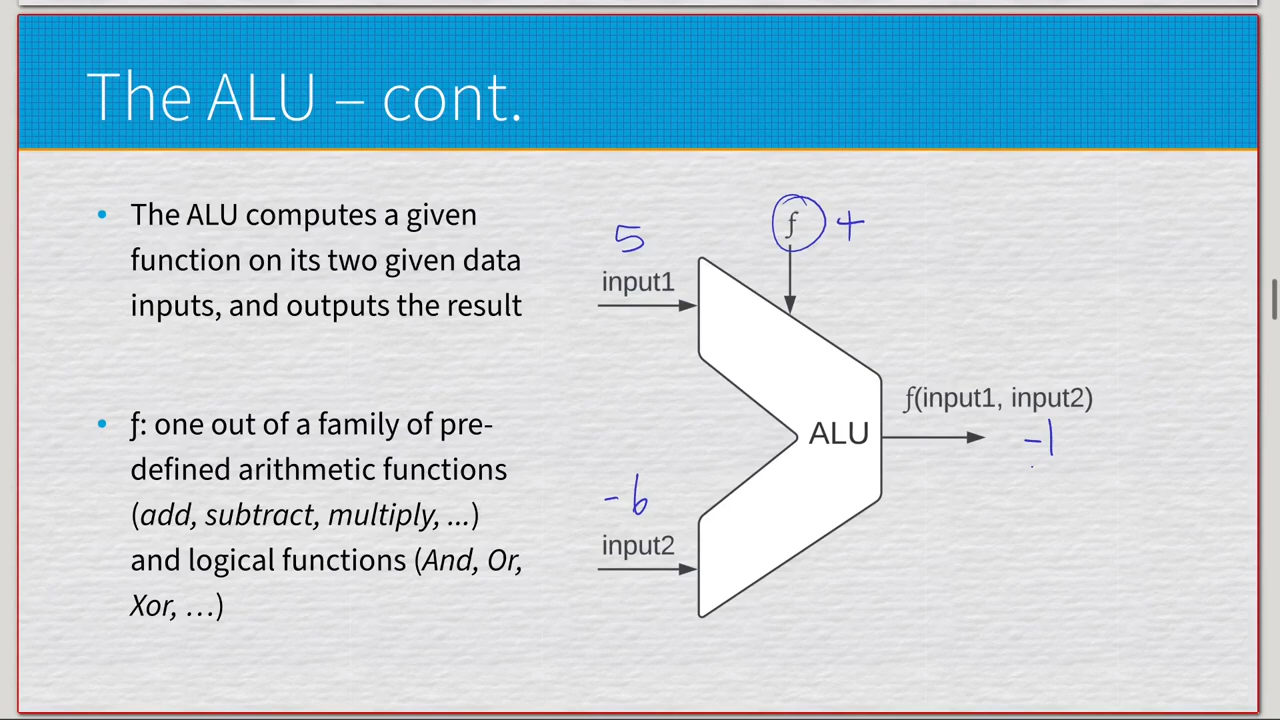 The ALU – cont.
• The ALU computes a given
function on its two given data
inputs, and outputs the result
• ƒ: one out of a family of pre-
defined arithmetic functions
(add, subtract, multiply, ...)
and logical functions (And, Or,
Xor, …)
ƒ +
5
input1
ALU
ƒ(input1, input2)
-1
-6
input2